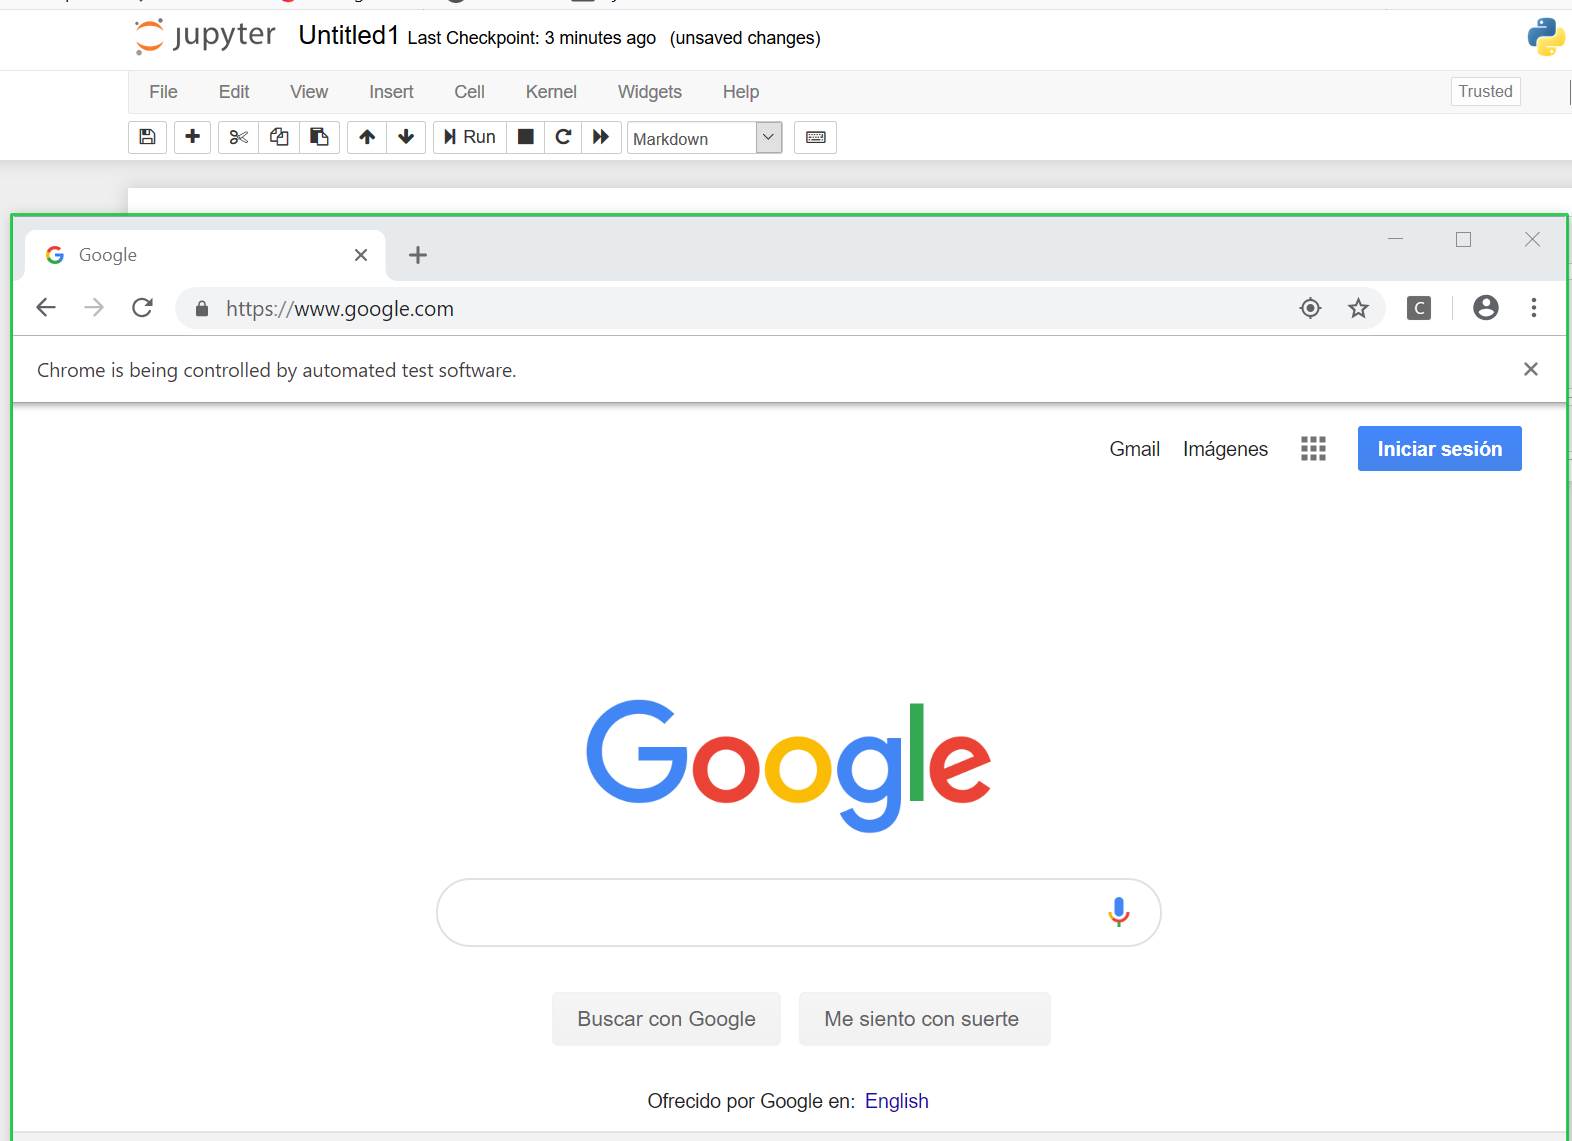 jupyter Untitled1 Last Checkpoint: 3 minutes ago (unsaved changes)
File Edit View Insert Cell Kernel Widgets Help Trusted
Run Markdown
Google
https://www.google.com C
Chrome is being controlled by automated test software.
Gmail Imágenes Iniciar sesión
Google
Buscar con Google Me siento con suerte
Ofrecido por Google en: English